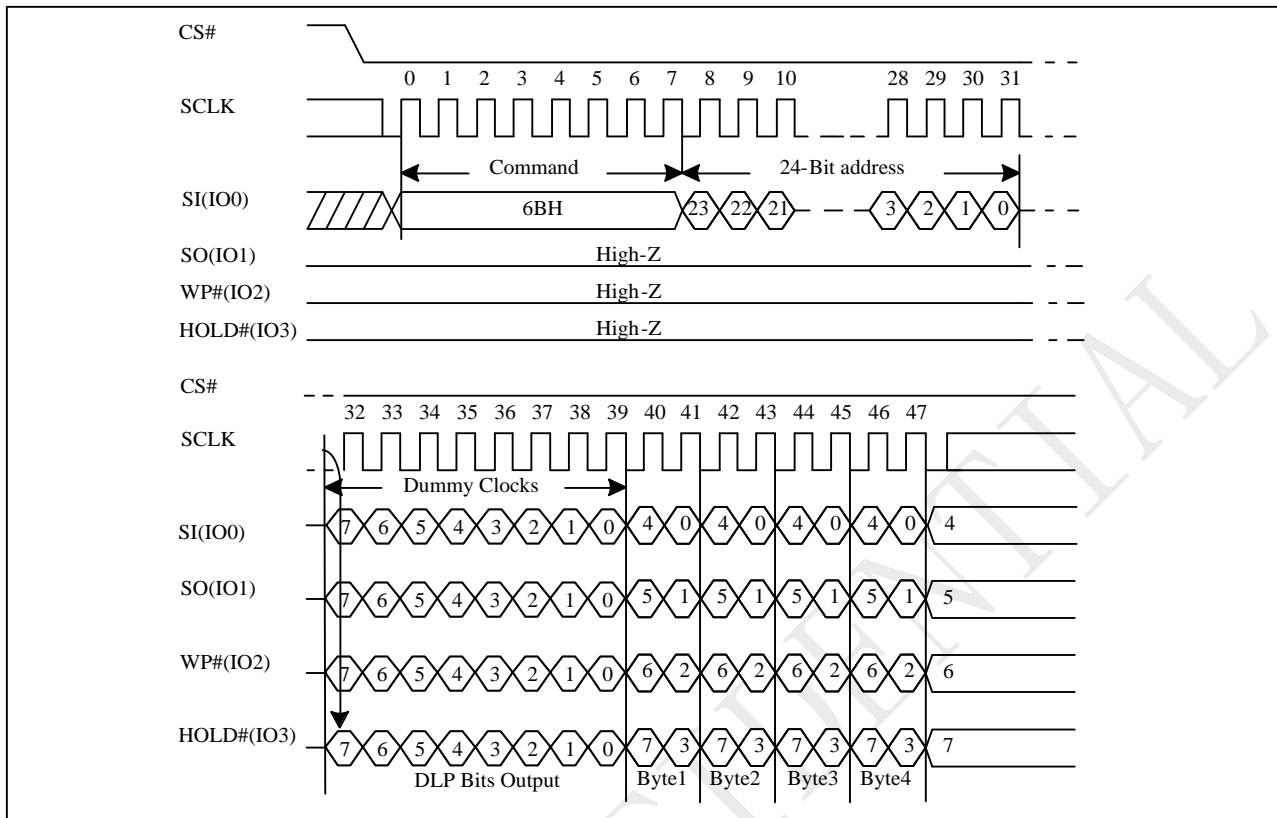 CS#
0 1 2 3 4 5 6 7 8 9 10 28 29 30 31
SCLK
Command 24-Bit address
SI(IO0) 6BH 23 22 21 3 2 1 0
SO(IO1) High-Z
WP#(IO2) High-Z
HOLD#(IO3) High-Z
CS#
32 33 34 35 36 37 38 39 40 41 42 43 44 45 46 47
SCLK
Dummy Clocks
SI(IO0) 7 6 5 4 3 2 1 0 4 0 4 0 4 0 4 0 4
SO(IO1) 7 6 5 4 3 2 1 0 5 1 5 1 5 1 5 1 5
WP#(IO2) 7 6 5 4 3 2 1 0 6 2 6 2 6 2 6 2 6
HOLD#(IO3) 7 6 5 4 3 2 1 0 7 3 7 3 7 3 7 3 7
DLP Bits Output Byte1 Byte2 Byte3 Byte4